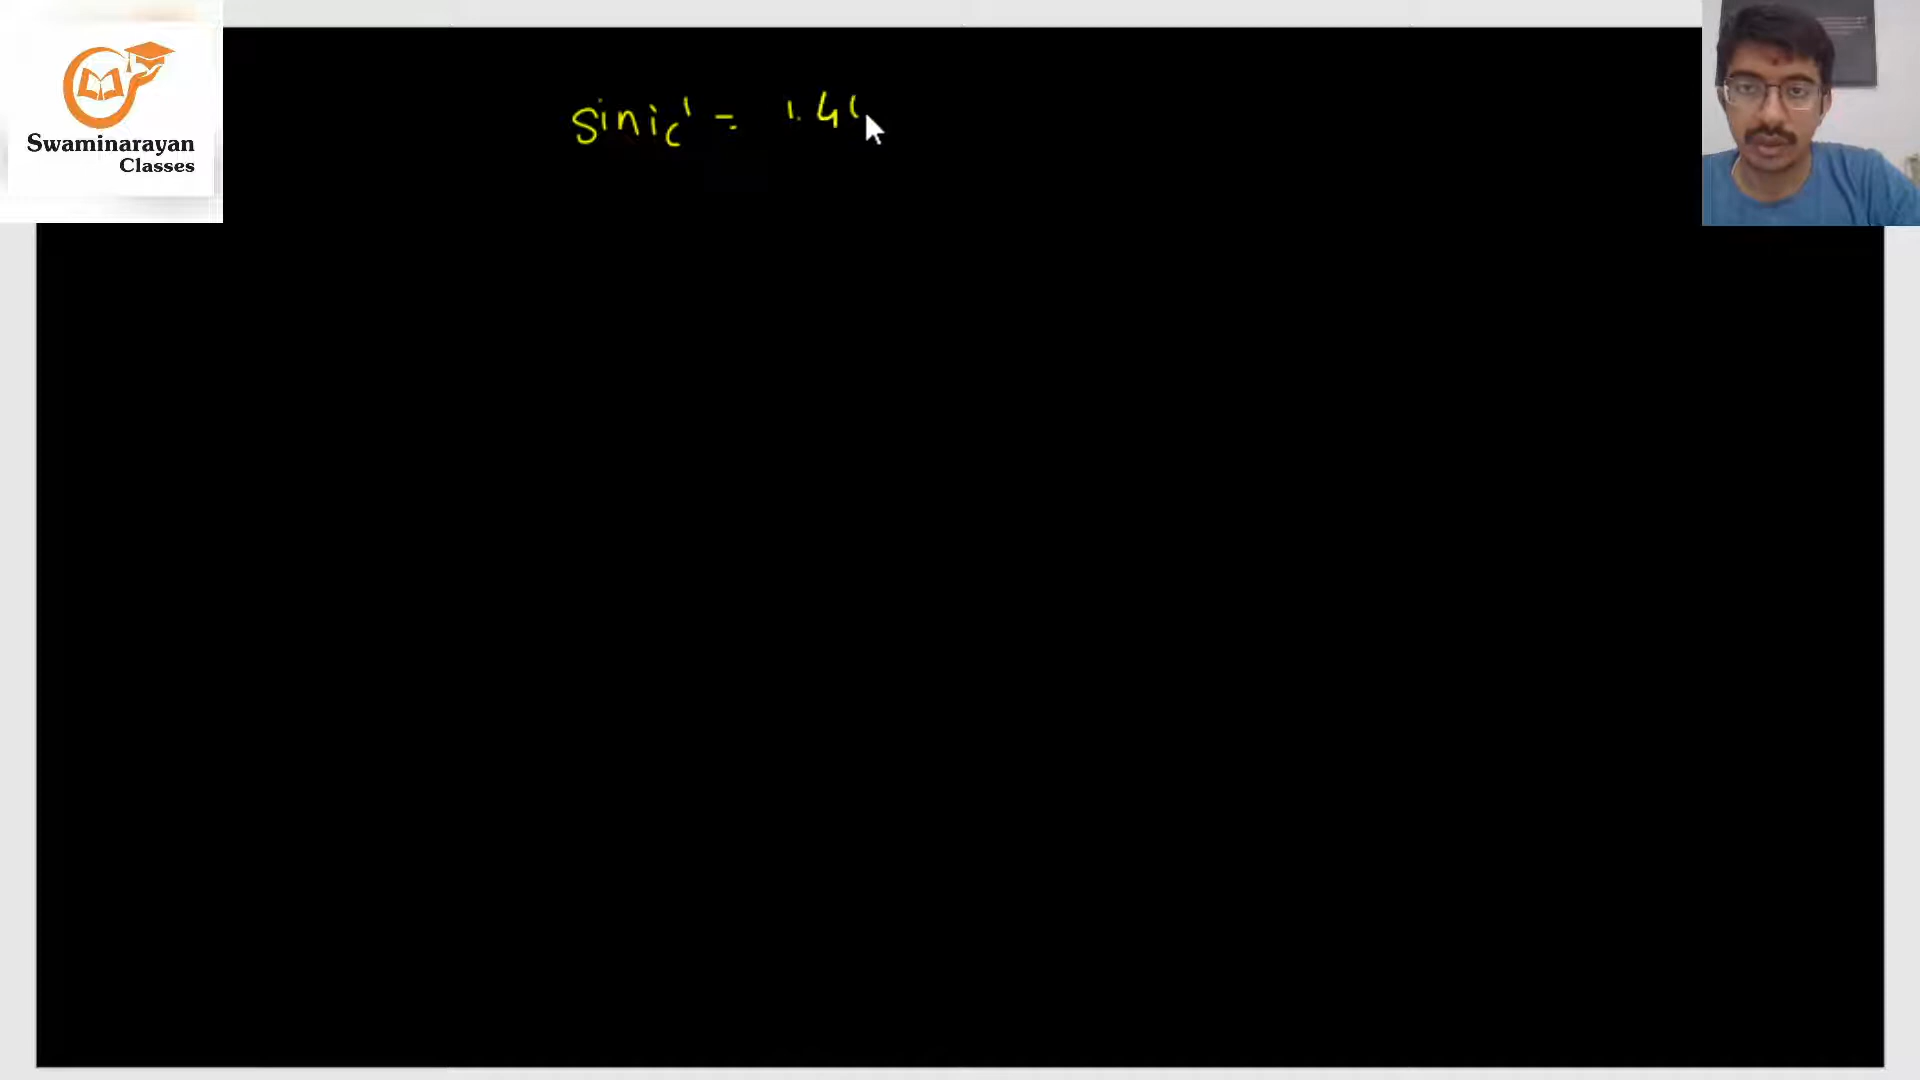 Swaminarayan
Classes
sin ic' = 1.4